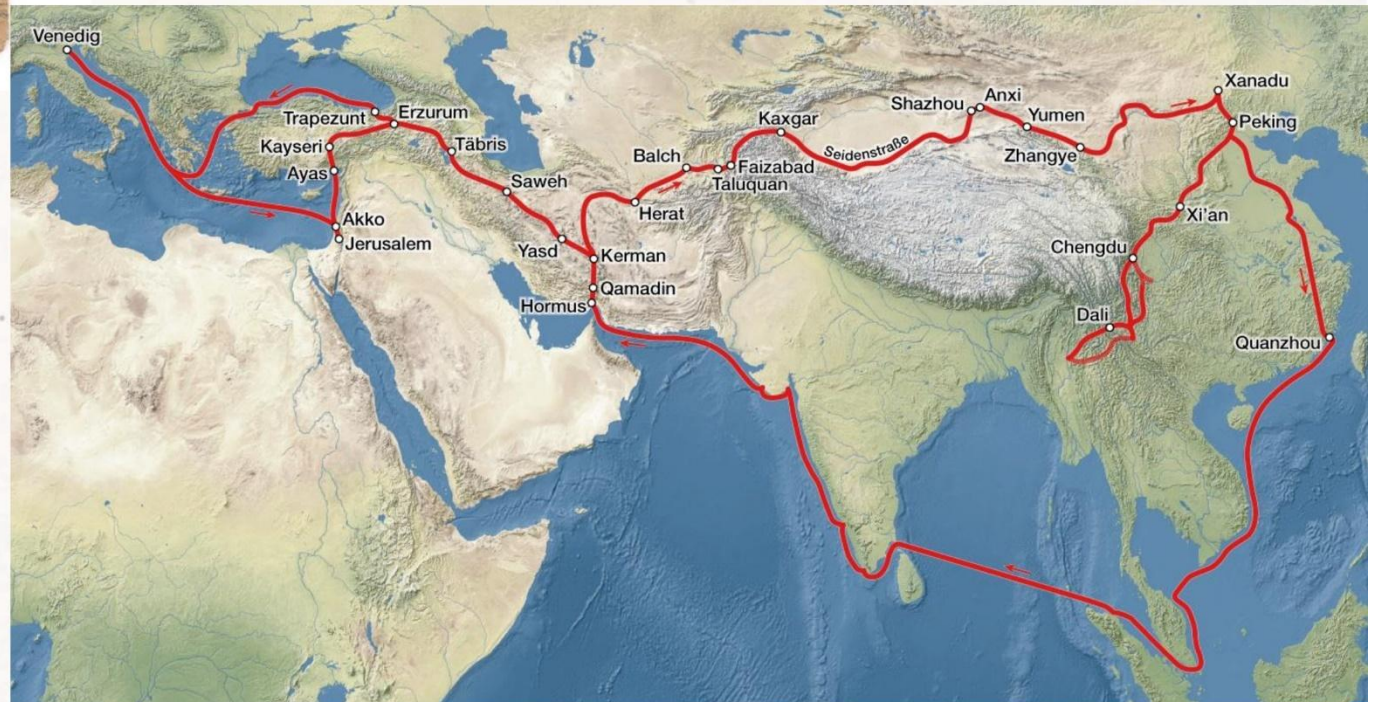 Venedig
Trapezunt
Erzurum
Kayseri
Ayas
Akko
Jerusalem
Täbris
Saweh
Yasd
Kerman
Qamadin
Hormus
Herat
Balch
Taluquan
Faizabad
Kaxgar
Seidenstraße
Shazhou
Anxi
Yumen
Zhangye
Xanadu
Peking
Xi'an
Chengdu
Dali
Quanzhou